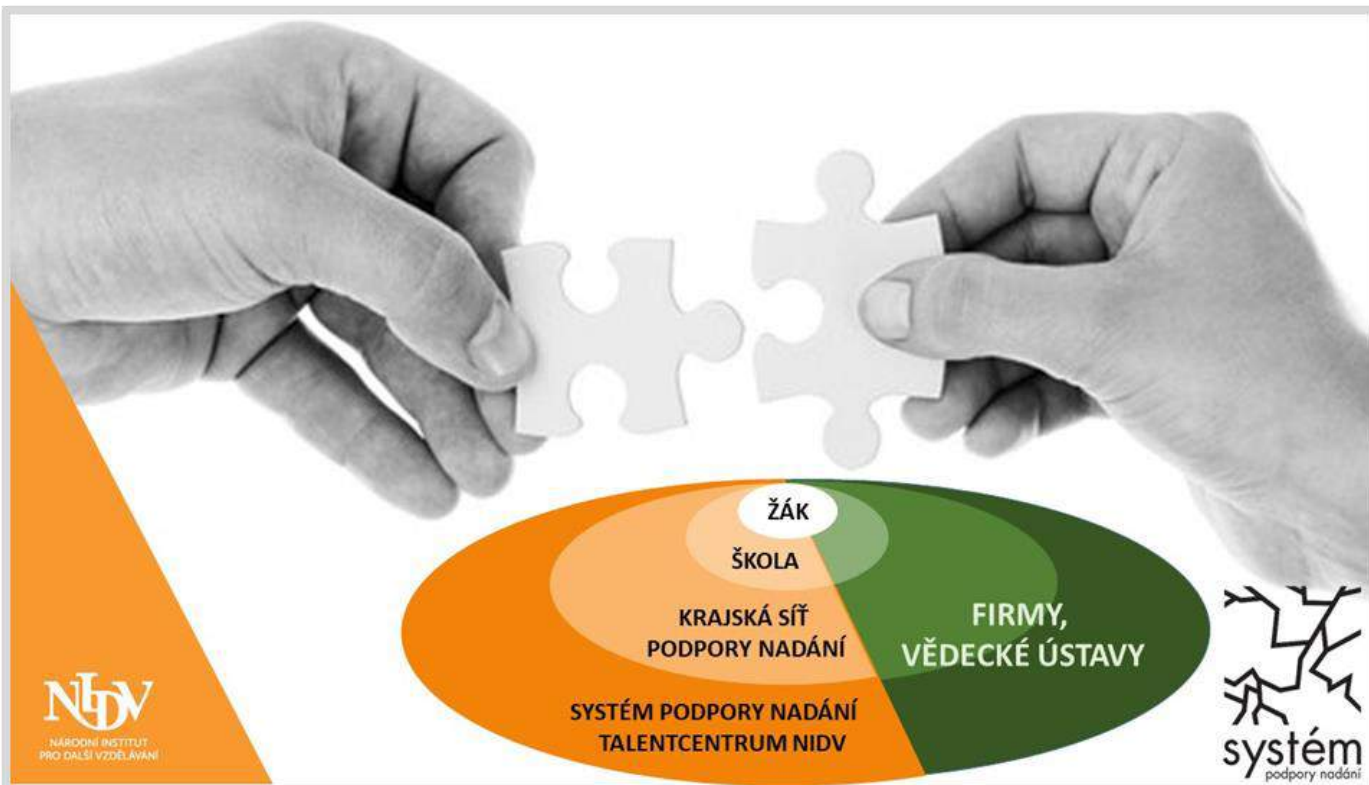 ŽÁK
ŠKOLA
KRAJSKÁ SÍŤ
PODPORY NADÁNÍ
FIRMY,
VĚDECKÉ ÚSTAVY
SYSTÉM PODPORY NADÁNÍ
TALENTCENTRUM NIDV
NIDV
NÁRODNÍ INSTITUT
PRO DALŠÍ VZDĚLÁVÁNÍ
systém
podpory nadání